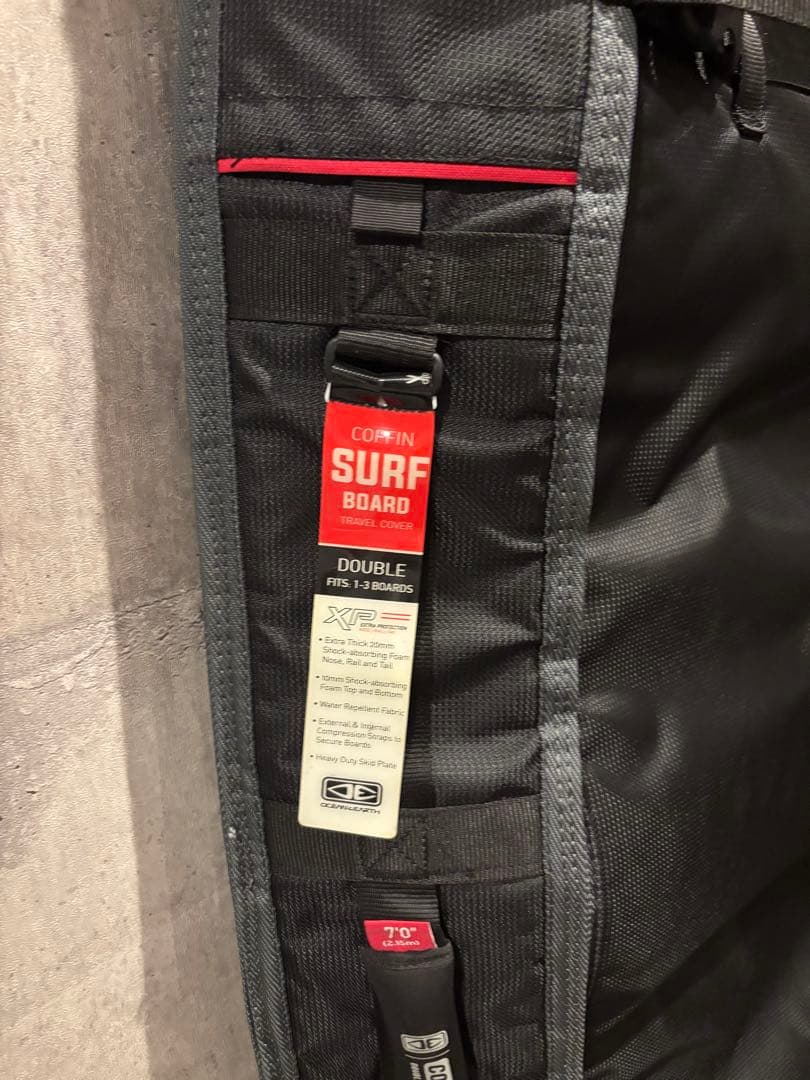 COFFIN
SURF
BOARD
TRAVEL COVER
DOUBLE
FITS: 1-3 BOARDS
XP
EXTRA PROTECTION
• Extra Thick 20mm
Shock-absorbing Foam
Nose, Rail and Tail
• 10mm Shock-absorbing
Foam Top and Bottom
• Water Repellent Fabric
• External & Internal
Compression Straps to
Secure Boards
• Heavy Duty Skid Plate
OCEAN&EARTH
7'0"
(2.15m)